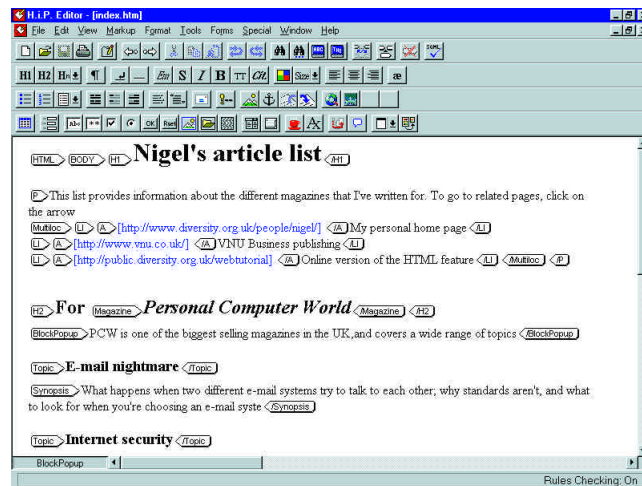 H.i.P. Editor - [index.htm]
File Edit View Markup Format Tools Forms Special Window Help
H1 H2 Hn ¶ Em S I B TT Cit Size æ
Abc ** OK Rset
HTML BODY H1 Nigel's article list /H1
P This list provides information about the different magazines that I've written for. To go to related pages, click on
the arrow
Multiloc LI A [http://www.diversity.org.uk/people/nigel/] /A My personal home page /LI
LI A [http://www.vnu.co.uk/] /A VNU Business publishing /LI
LI A [http://public.diversity.org.uk/webtutorial] /A Online version of the HTML feature /LI /Multiloc /P
H2 For Magazine Personal Computer World /Magazine /H2
BlockPopup PCW is one of the biggest selling magazines in the UK,and covers a wide range of topics /BlockPopup
Topic E-mail nightmare /Topic
Synopsis What happens when two different e-mail systems try to talk to each other; why standards aren't, and what
to look for when you're choosing an e-mail syste /Synopsis
Topic Internet security /Topic
BlockPopup
Rules Checking: On